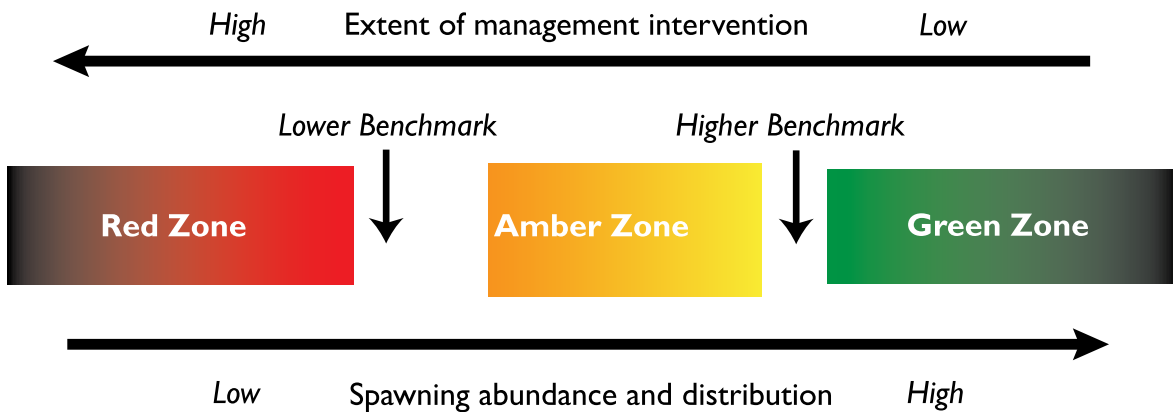 High Extent of management intervention Low
Lower Benchmark Higher Benchmark
Red Zone Amber Zone Green Zone
Low Spawning abundance and distribution High